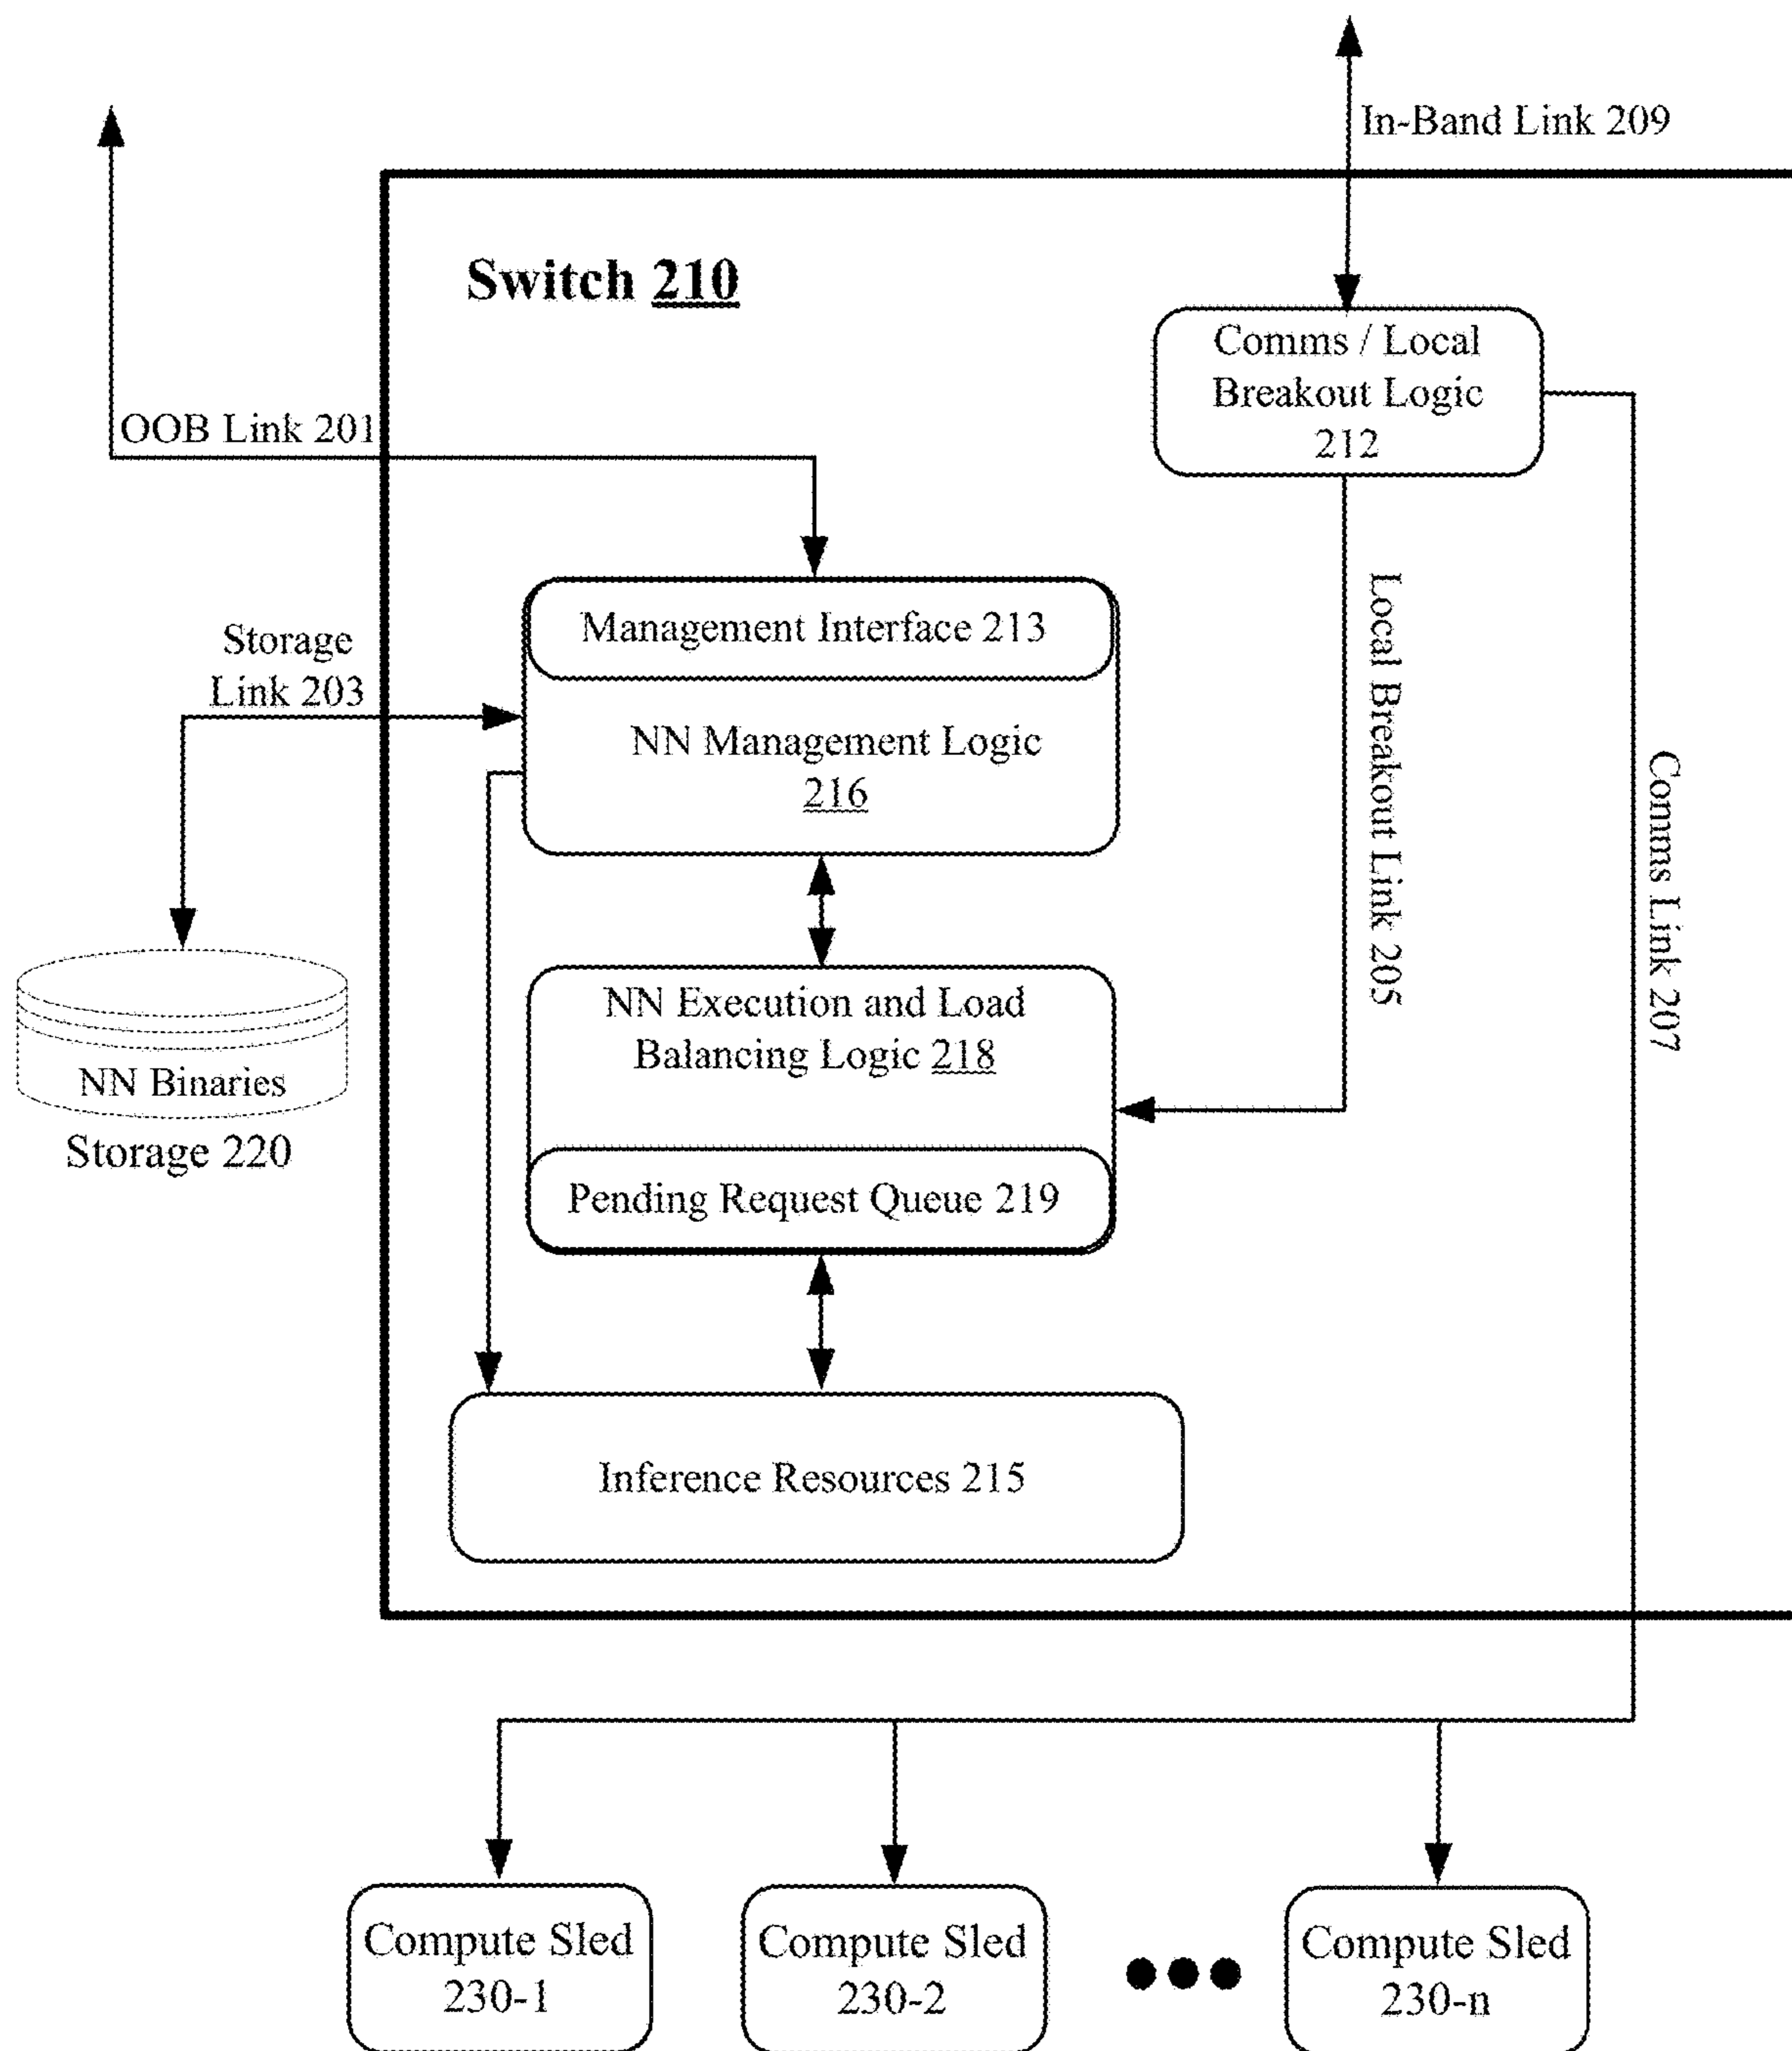 In-Band Link 209
Switch 210
Comms / Local
Breakout Logic
212
OOB Link 201
Management Interface 213
Storage
Link 203
NN Management Logic
216
Local Breakout Link 205
Comms Link 207
NN Execution and Load
Balancing Logic 218
NN Binaries
Storage 220
Pending Request Queue 219
Inference Resources 215
Compute Sled
230-1
Compute Sled
230-2
Compute Sled
230-n